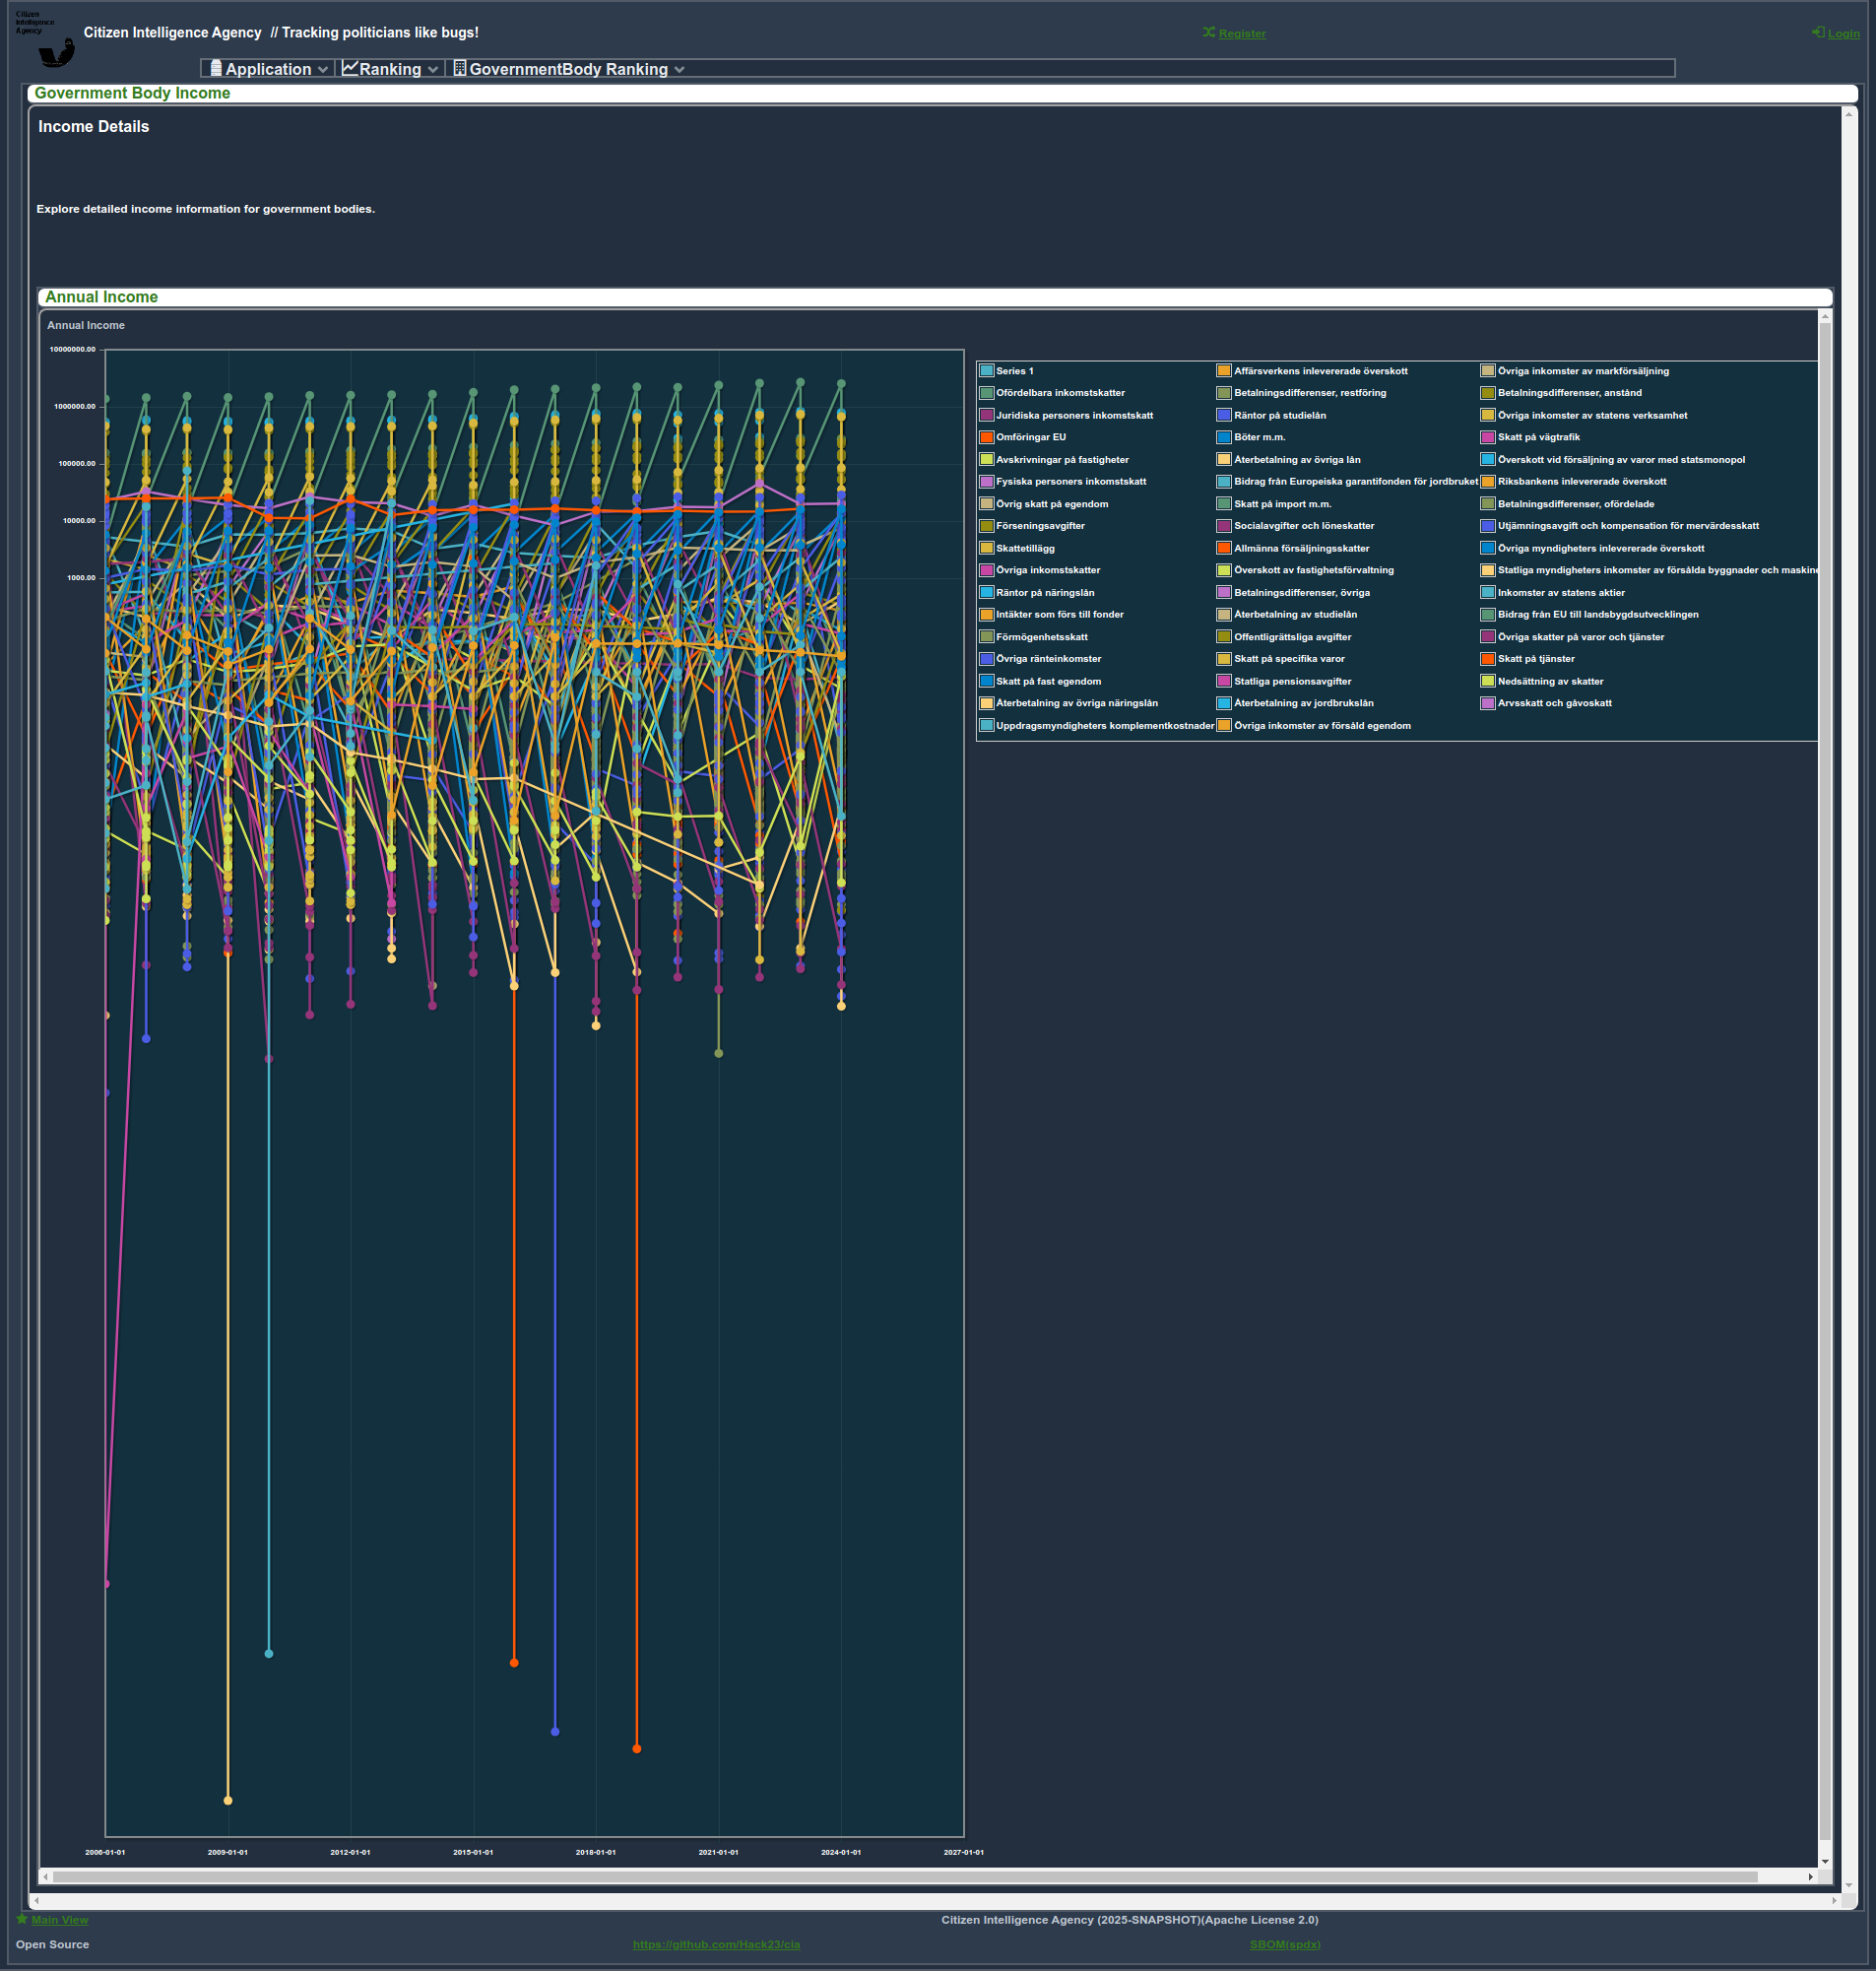 Citizen
Intelligence
Agency
Citizen Intelligence Agency // Tracking politicians like bugs!
Register
Login
Application
Ranking
GovernmentBody Ranking
Government Body Income
Income Details
Explore detailed income information for government bodies.
Annual Income
Annual Income
10000000.00
1000000.00
100000.00
10000.00
1000.00
2006-01-01
2009-01-01
2012-01-01
2015-01-01
2018-01-01
2021-01-01
2024-01-01
2027-01-01
Series 1
Affärsverkens inlevererade överskott
Övriga inkomster av markförsäljning
Ofördelbara inkomstskatter
Betalningsdifferenser, restföring
Betalningsdifferenser, anstånd
Juridiska personers inkomstskatt
Räntor på studielån
Övriga inkomster av statens verksamhet
Omföringar EU
Böter m.m.
Skatt på vägtrafik
Avskrivningar på fastigheter
Återbetalning av övriga lån
Överskott vid försäljning av varor med statsmonopol
Fysiska personers inkomstskatt
Bidrag från Europeiska garantifonden för jordbruket
Riksbankens inlevererade överskott
Övrig skatt på egendom
Skatt på import m.m.
Betalningsdifferenser, ofördelade
Förseningsavgifter
Socialavgifter och löneskatter
Utjämningsavgift och kompensation för mervärdesskatt
Skattetillägg
Allmänna försäljningsskatter
Övriga myndigheters inlevererade överskott
Övriga inkomstskatter
Överskott av fastighetsförvaltning
Statliga myndigheters inkomster av försålda byggnader och maskine
Räntor på näringslån
Betalningsdifferenser, övriga
Inkomster av statens aktier
Intäkter som förs till fonder
Återbetalning av studielån
Bidrag från EU till landsbygdsutvecklingen
Förmögenhetsskatt
Offentligrättsliga avgifter
Övriga skatter på varor och tjänster
Övriga ränteinkomster
Skatt på specifika varor
Skatt på tjänster
Skatt på fast egendom
Statliga pensionsavgifter
Nedsättning av skatter
Återbetalning av övriga näringslån
Återbetalning av jordbrukslån
Arvsskatt och gåvoskatt
Uppdragsmyndigheters komplementkostnader
Övriga inkomster av försåld egendom
Main View
Citizen Intelligence Agency (2025-SNAPSHOT)(Apache License 2.0)
Open Source
https://github.com/Hack23/cia
SBOM(spdx)